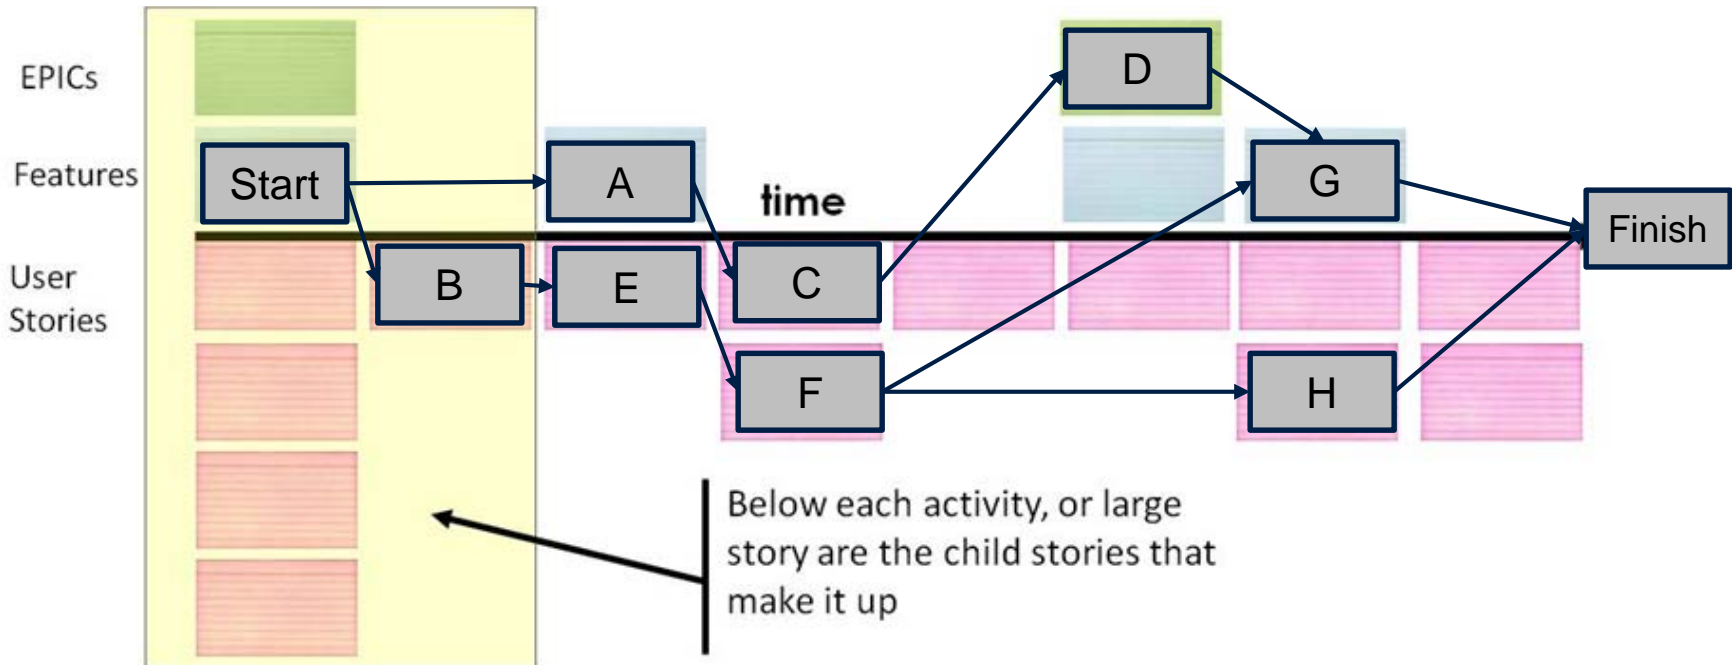 EPICs
D
Features
Start
A
time
G
Finish
User
Stories
B
E
C
F
H
Below each activity, or large
story are the child stories that
make it up